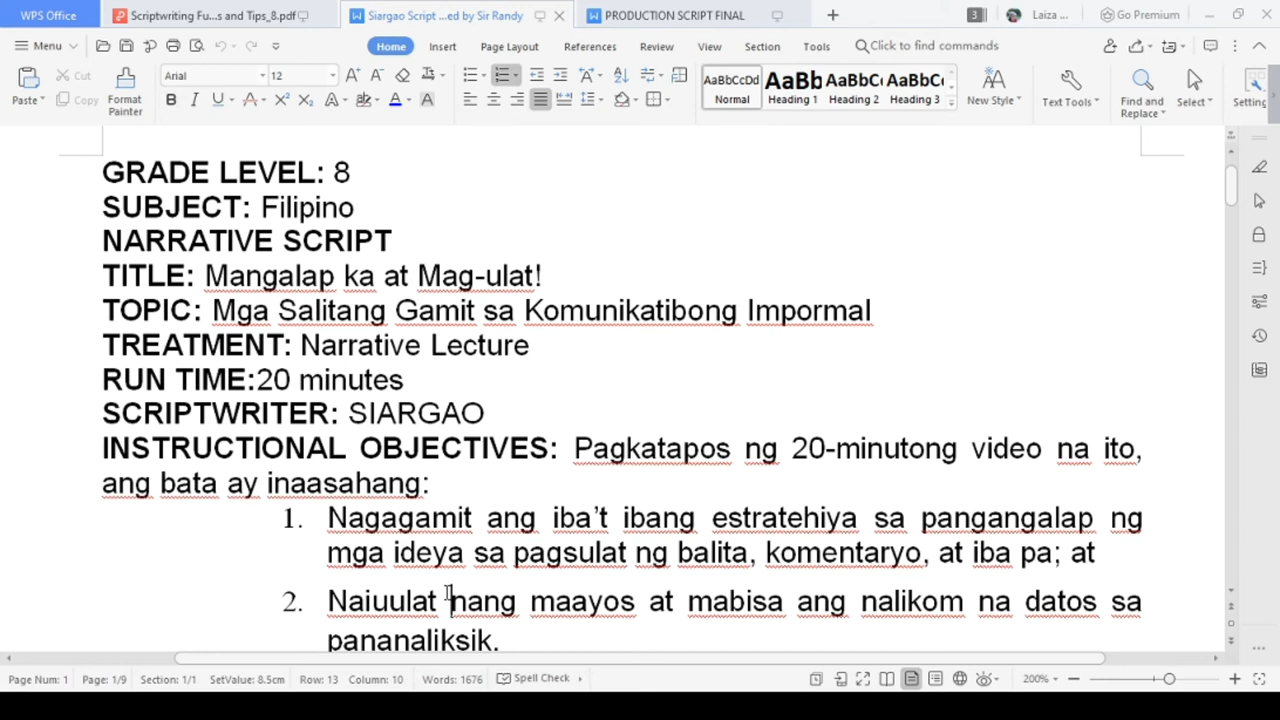 WPS Office Scriptwriting Fu...s and Tips_8.pdf Siargao Script ...ed by Sir Randy PRODUCTION SCRIPT FINAL 3 Laiza ... Go Premium
Menu Home Insert Page Layout References Review View Section Tools Click to find commands
Arial 12
AaBbCcDd AaBb AaBbC AaBbC
Paste Cut Copy Format Painter Normal Heading 1 Heading 2 Heading 3 New Style Text Tools Find and Replace Select Setting
GRADE LEVEL: 8
SUBJECT: Filipino
NARRATIVE SCRIPT
TITLE: Mangalap ka at Mag-ulat!
TOPIC: Mga Salitang Gamit sa Komunikatibong Impormal
TREATMENT: Narrative Lecture
RUN TIME:20 minutes
SCRIPTWRITER: SIARGAO
INSTRUCTIONAL OBJECTIVES: Pagkatapos ng 20-minutong video na ito,
ang bata ay inaasahang:
1. Nagagamit ang iba't ibang estratehiya sa pangangalap ng
mga ideya sa pagsulat ng balita, komentaryo, at iba pa; at
2. Naiuulat nang maayos at mabisa ang nalikom na datos sa
pananaliksik.
Page Num: 1 Page: 1/9 Section: 1/1 SetValue: 8.5cm Row: 13 Column: 10 Words: 1676 Spell Check 200%